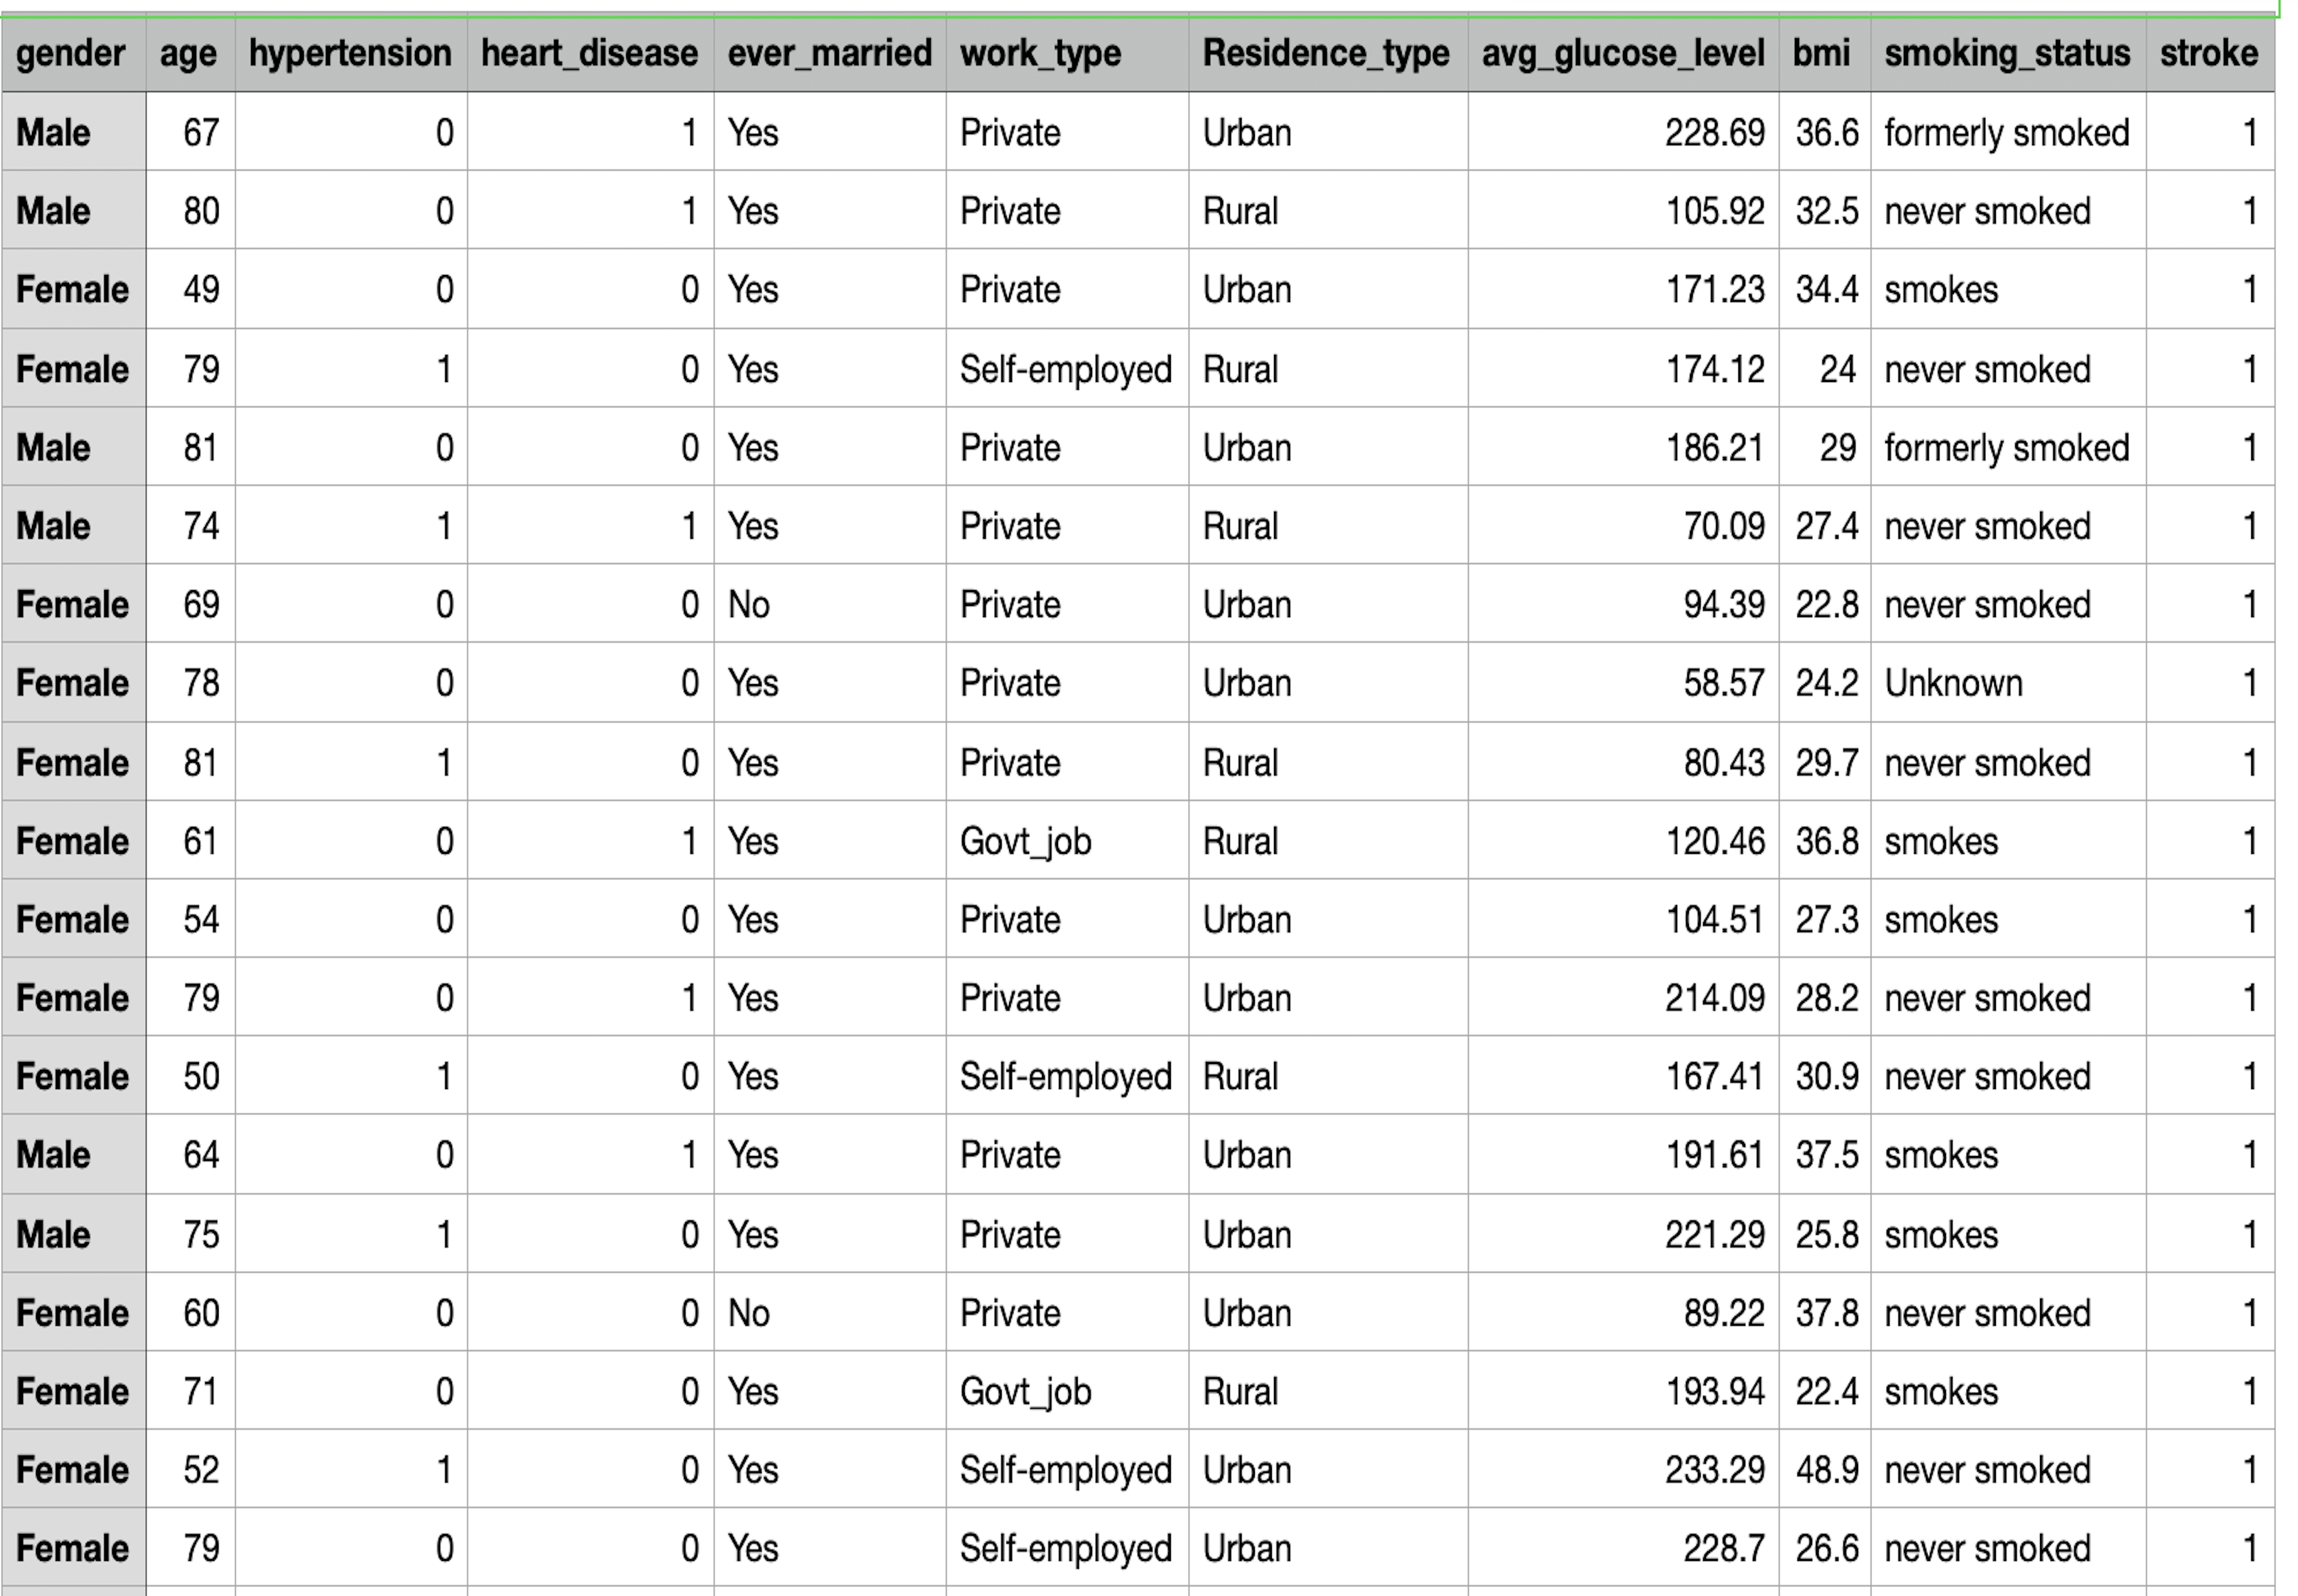 gender age hypertension heart_disease ever_married work_type Residence_type avg_glucose_level bmi smoking_status stroke
Male 67 0 1 Yes Private Urban 228.69 36.6 formerly smoked 1
Male 80 0 1 Yes Private Rural 105.92 32.5 never smoked 1
Female 49 0 0 Yes Private Urban 171.23 34.4 smokes 1
Female 79 1 0 Yes Self-employed Rural 174.12 24 never smoked 1
Male 81 0 0 Yes Private Urban 186.21 29 formerly smoked 1
Male 74 1 1 Yes Private Rural 70.09 27.4 never smoked 1
Female 69 0 0 No Private Urban 94.39 22.8 never smoked 1
Female 78 0 0 Yes Private Urban 58.57 24.2 Unknown 1
Female 81 1 0 Yes Private Rural 80.43 29.7 never smoked 1
Female 61 0 1 Yes Govt_job Rural 120.46 36.8 smokes 1
Female 54 0 0 Yes Private Urban 104.51 27.3 smokes 1
Female 79 0 1 Yes Private Urban 214.09 28.2 never smoked 1
Female 50 1 0 Yes Self-employed Rural 167.41 30.9 never smoked 1
Male 64 0 1 Yes Private Urban 191.61 37.5 smokes 1
Male 75 1 0 Yes Private Urban 221.29 25.8 smokes 1
Female 60 0 0 No Private Urban 89.22 37.8 never smoked 1
Female 71 0 0 Yes Govt_job Rural 193.94 22.4 smokes 1
Female 52 1 0 Yes Self-employed Urban 233.29 48.9 never smoked 1
Female 79 0 0 Yes Self-employed Urban 228.7 26.6 never smoked 1